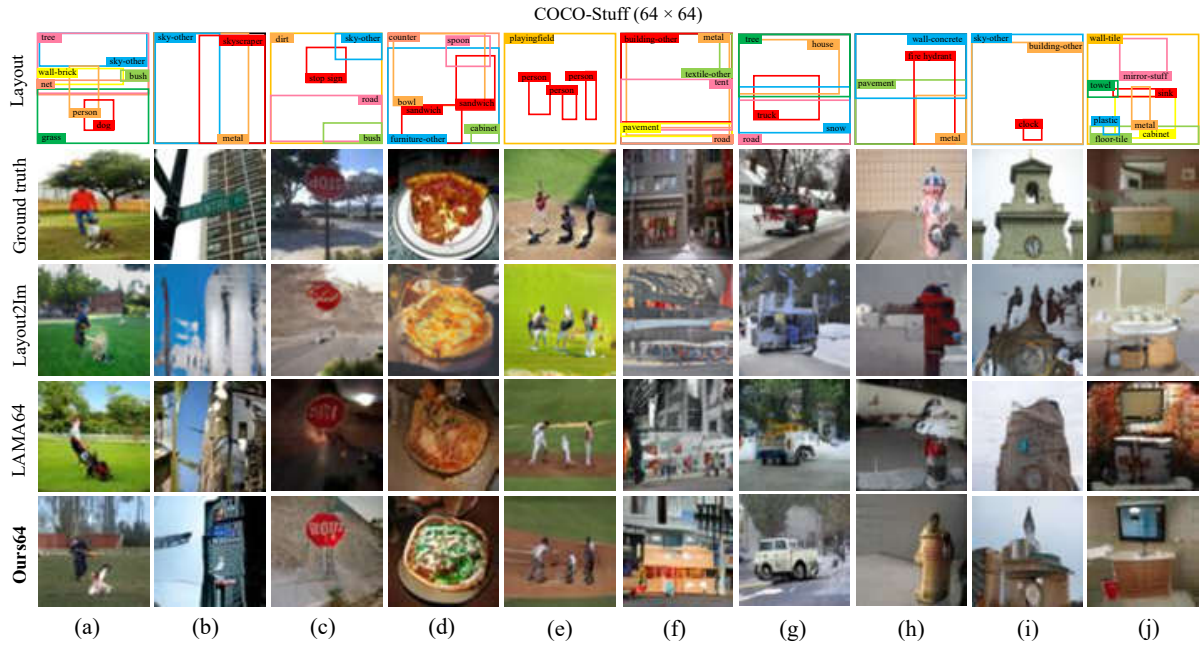 COCO-Stuff (64 × 64)
Layout
tree
sky-other
wall-brick
bush
net
person
dog
grass
sky-other
skyscraper
metal
dirt
sky-other
stop sign
road
bush
counter
spoon
bowl
sandwich
sandwich
cabinet
furniture-other
playingfield
person
person
person
building-other
metal
textile-other
tent
pavement
road
tree
house
truck
snow
road
wall-concrete
fire hydrant
pavement
metal
sky-other
building-other
clock
wall-tile
mirror-stuff
towel
sink
plastic
metal
cabinet
floor-tile
Ground truth
Layout2Im
LAMA64
Ours64
(a) (b) (c) (d) (e) (f) (g) (h) (i) (j)